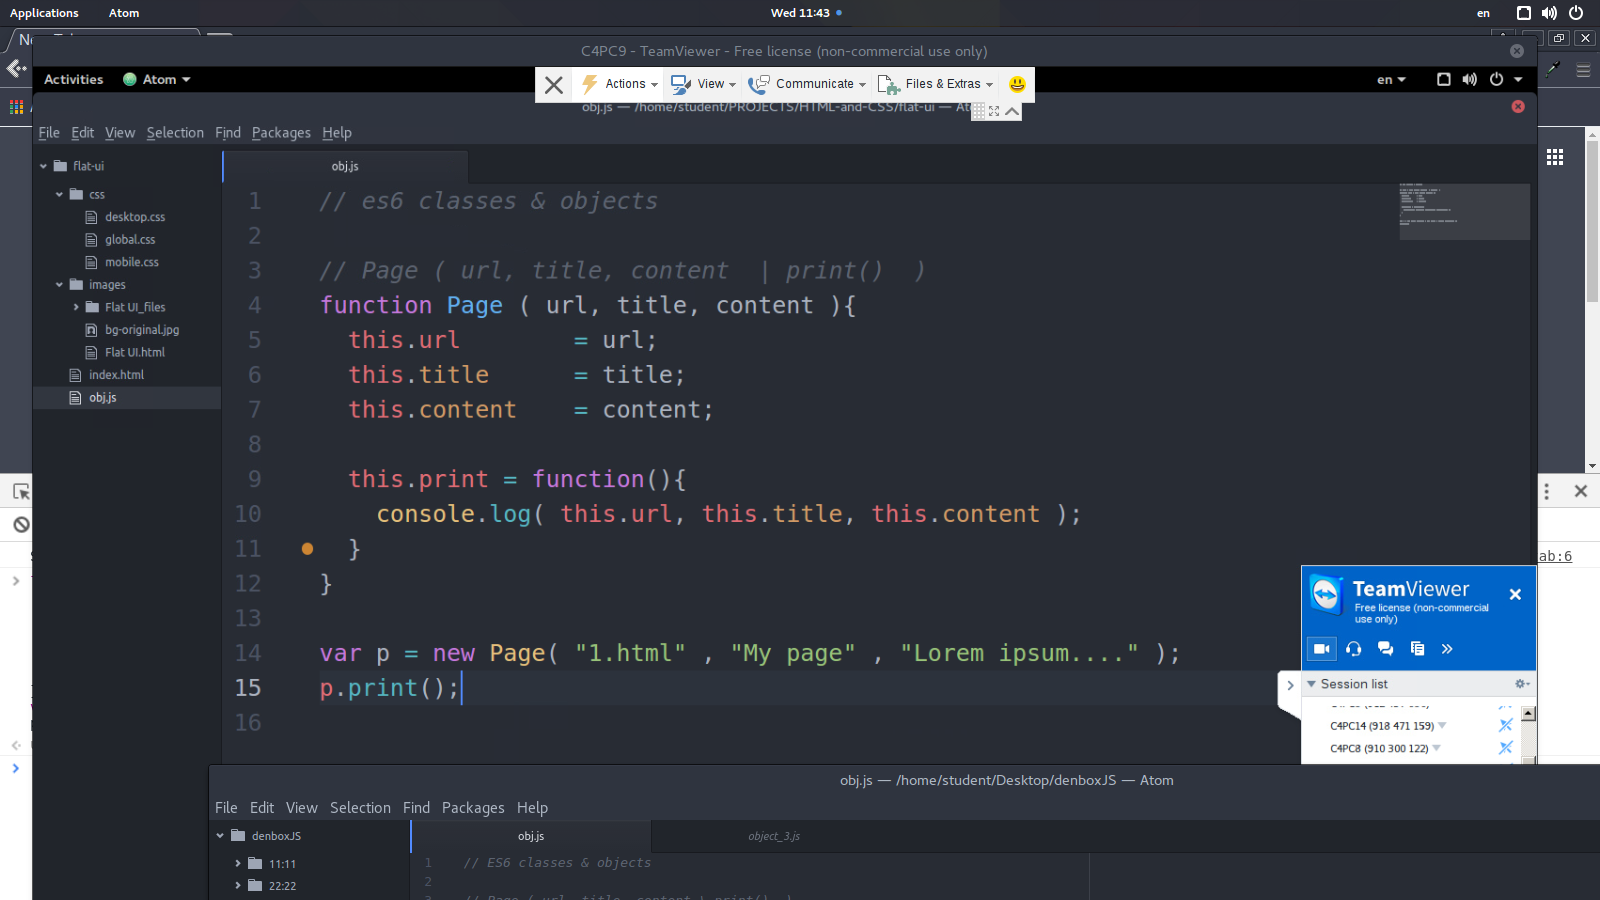 Applications Atom Wed 11:43 en
C4PC9 - TeamViewer - Free license (non-commercial use only)
Activities Atom en
Actions View Communicate Files & Extras
obj.js — /home/student/PROJECTS/HTML-and-CSS/flat-ui —
File Edit View Selection Find Packages Help
flat-ui
css
desktop.css
global.css
mobile.css
images
Flat UI_files
bg-original.jpg
Flat UI.html
index.html
obj.js
obj.js
1 // es6 classes & objects
2
3 // Page ( url, title, content  | print()  )
4 function Page ( url, title, content ){
5   this.url        = url;
6   this.title      = title;
7   this.content    = content;
8
9   this.print = function(){
10     console.log( this.url, this.title, this.content );
11   }
12 }
13
14 var p = new Page( "1.html" , "My page" , "Lorem ipsum...." );
15 p.print();
16
ab:6
TeamViewer
Free license (non-commercial
use only)
Session list
C4PC14 (918 471 159)
C4PC8 (910 300 122)
obj.js — /home/student/Desktop/denboxJS — Atom
File Edit View Selection Find Packages Help
denboxJS
11:11
22:22
obj.js object_3.js
1 // ES6 classes & objects
2
3 // Page ( url, title, content | print() |